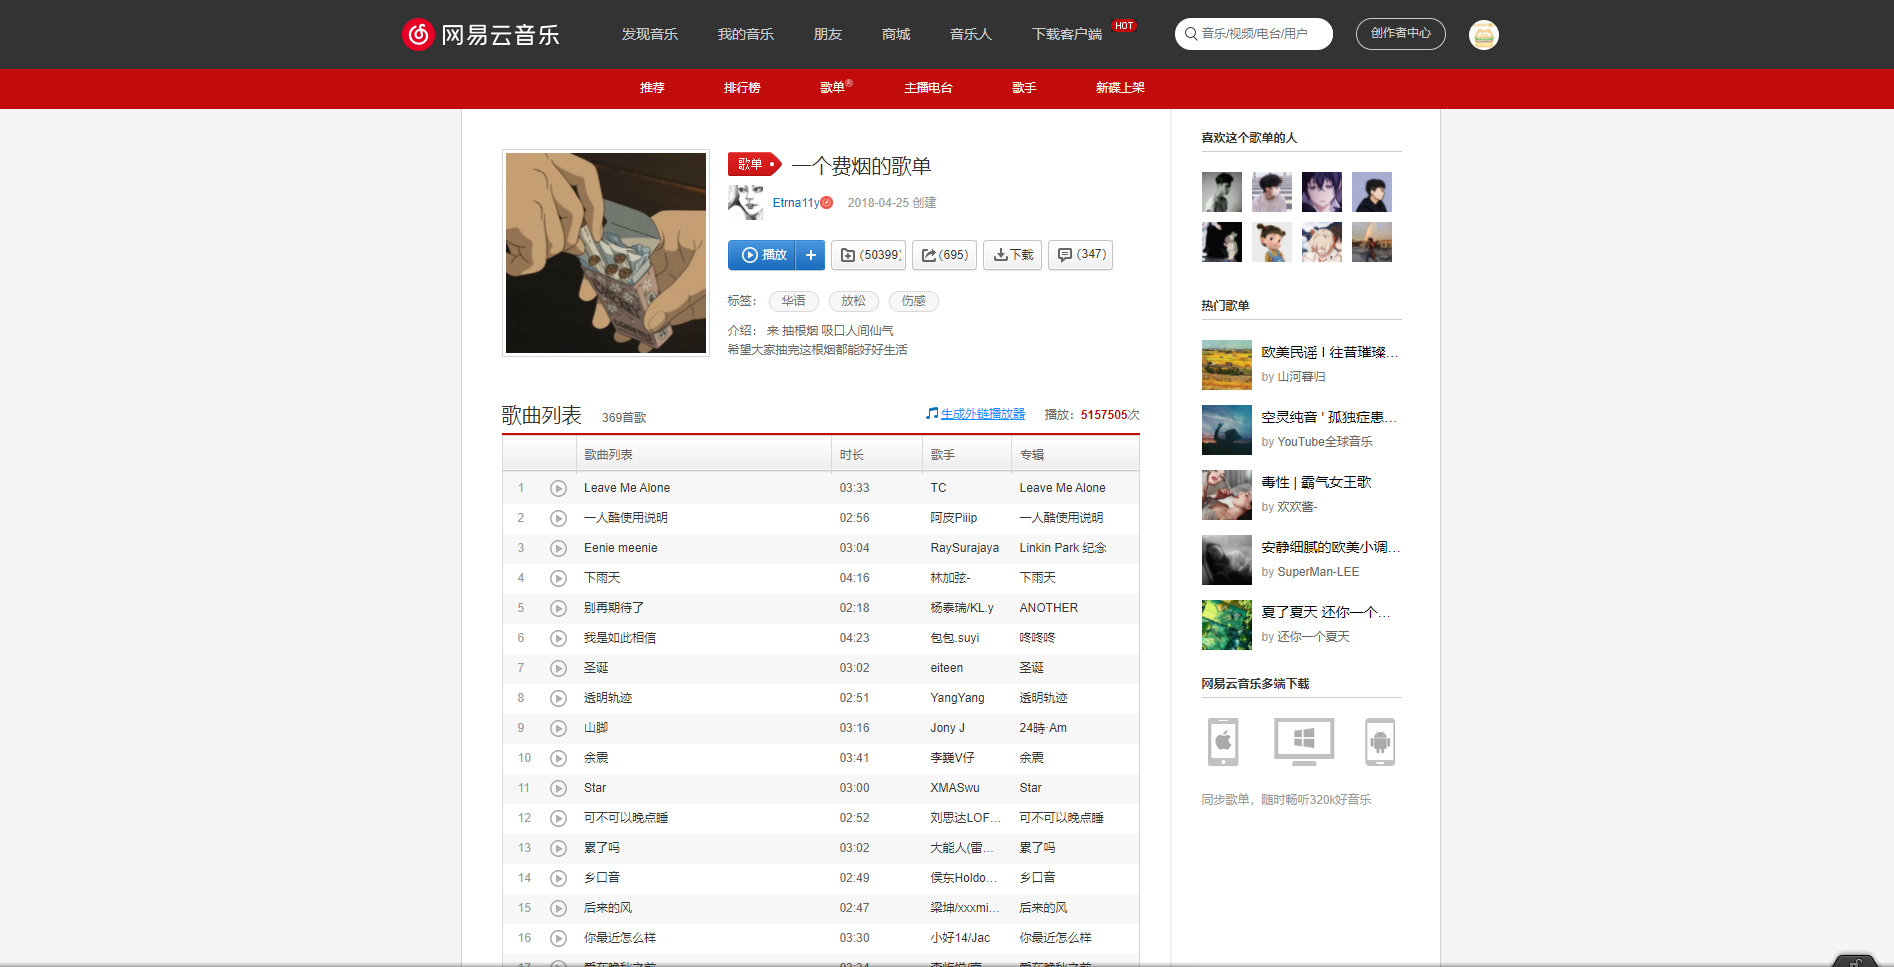 网易云音乐
发现音乐 我的音乐 朋友 商城 音乐人 下载客户端 HOT 音乐/视频/电台/用户 创作者中心
推荐 排行榜 歌单® 主播电台 歌手 新碟上架
歌单 一个费烟的歌单
Etrna11y 2018-04-25 创建
播放 + (50399) (695) 下载 (347)
标签： 华语 放松 伤感
介绍： 来 抽根烟 吸口人间仙气
希望大家抽完这根烟都能好好生活
歌曲列表 369首歌 生成外链播放器 播放：5157505次
歌曲列表 时长 歌手 专辑
1 Leave Me Alone 03:33 TC Leave Me Alone
2 一人酷使用说明 02:56 阿皮Piiip 一人酷使用说明
3 Eenie meenie 03:04 RaySurajaya Linkin Park 纪念
4 下雨天 04:16 林加弦- 下雨天
5 别再期待了 02:18 杨泰瑞/KL.y ANOTHER
6 我是如此相信 04:23 包包.suyi 咚咚咚
7 圣诞 03:02 eiteen 圣诞
8 透明轨迹 02:51 YangYang 透明轨迹
9 山脚 03:16 Jony J 24時·Am
10 余震 03:41 李巍V仔 余震
11 Star 03:00 XMASwu Star
12 可不可以晚点睡 02:52 刘思达LOF... 可不可以晚点睡
13 累了吗 03:02 大能人(雷... 累了吗
14 乡口音 02:49 侯东Holdo... 乡口音
15 后来的风 02:47 梁坤/xxxmi... 后来的风
16 你最近怎么样 03:30 小好14/Jac 你最近怎么样
喜欢这个歌单的人
热门歌单
欧美民谣 I 往昔璀璨...
by 山河暮归
空灵纯音 ' 孤独症患...
by YouTube全球音乐
毒性 | 霸气女王歌
by 欢欢酱-
安静细腻的欧美小调...
by SuperMan-LEE
夏了夏天 还你一个...
by 还你一个夏天
网易云音乐多端下载
同步歌单，随时畅听320k好音乐